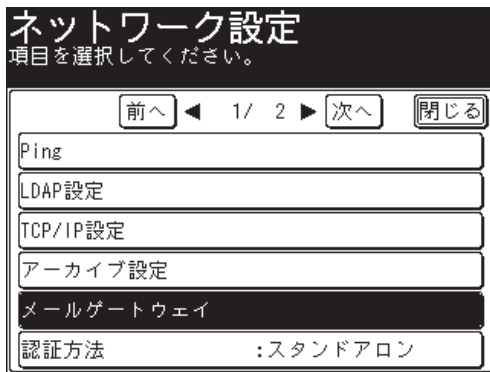 ネットワーク設定
項目を選択してください。
前へ ◀ 1/ 2 ▶ 次へ 閉じる
Ping
LDAP設定
TCP/IP設定
アーカイブ設定
メールゲートウェイ
認証方法 :スタンドアロン